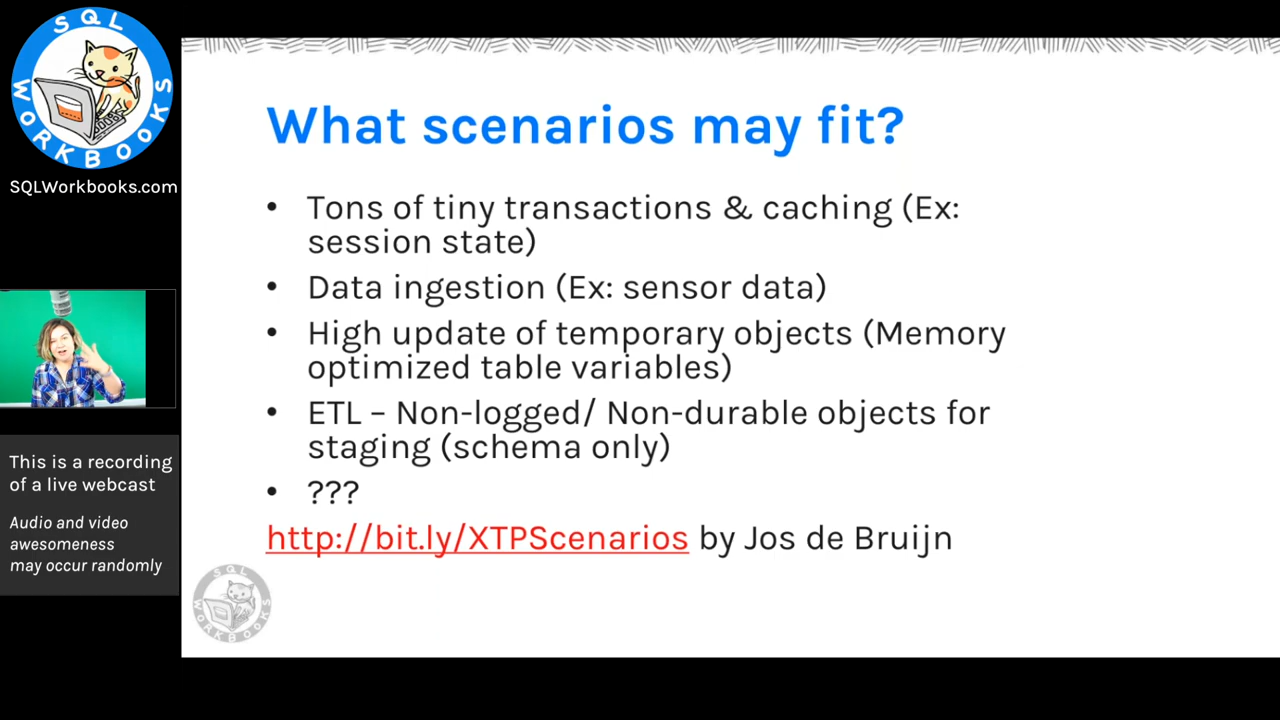 SQL
WORKBOOKS
SQLWorkbooks.com
This is a recording
of a live webcast
Audio and video
awesomeness
may occur randomly
What scenarios may fit?
• Tons of tiny transactions & caching (Ex:
session state)
• Data ingestion (Ex: sensor data)
• High update of temporary objects (Memory
optimized table variables)
• ETL – Non-logged/ Non-durable objects for
staging (schema only)
• ???
http://bit.ly/XTPScenarios by Jos de Bruijn
SQL
WORKBOOKS